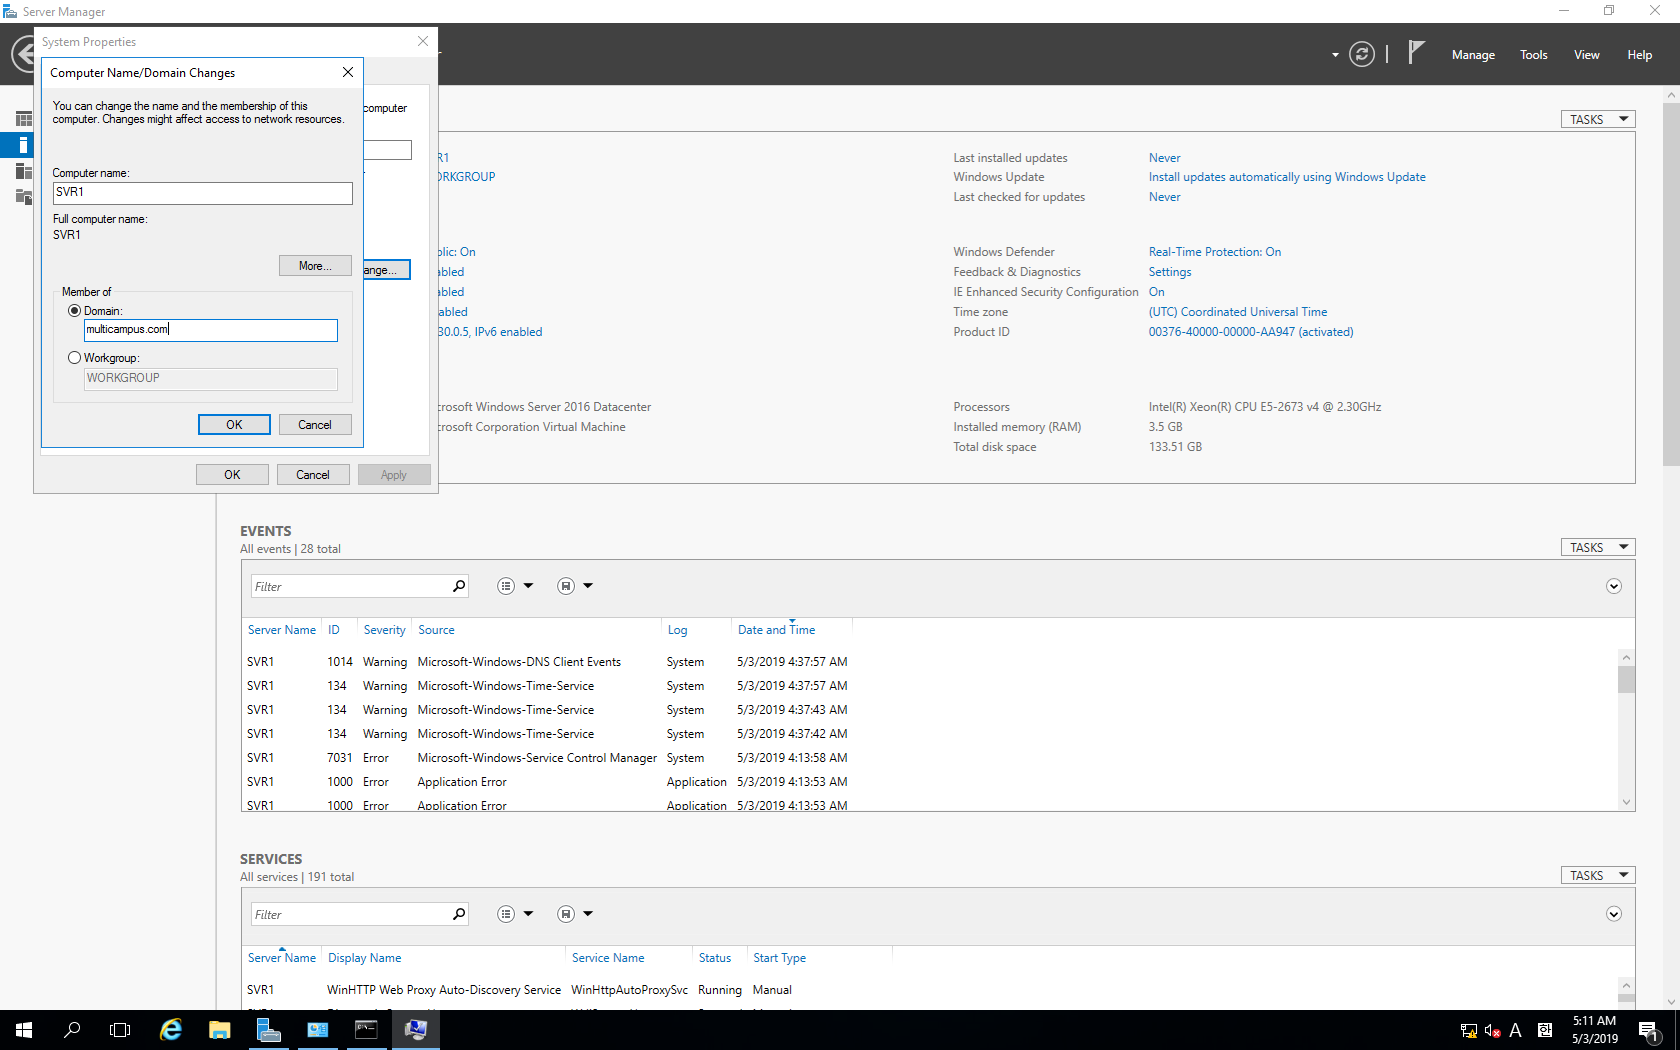 Server Manager
System Properties
Computer Name/Domain Changes
You can change the name and the membership of this
computer. Changes might affect access to network resources.
Computer name:
SVR1
Full computer name:
SVR1
More...
Member of
Domain:
multicampus.com
Workgroup:
WORKGROUP
OK Cancel
computer
ange...
OK Cancel Apply
Manage Tools View Help
TASKS
R1
ORKGROUP
blic: On
abled
abled
abled
30.0.5, IPv6 enabled
crosoft Windows Server 2016 Datacenter
crosoft Corporation Virtual Machine
Last installed updates Never
Windows Update Install updates automatically using Windows Update
Last checked for updates Never
Windows Defender Real-Time Protection: On
Feedback & Diagnostics Settings
IE Enhanced Security Configuration On
Time zone (UTC) Coordinated Universal Time
Product ID 00376-40000-00000-AA947 (activated)
Processors Intel(R) Xeon(R) CPU E5-2673 v4 @ 2.30GHz
Installed memory (RAM) 3.5 GB
Total disk space 133.51 GB
EVENTS
All events | 28 total
TASKS
Filter
Server Name ID Severity Source Log Date and Time
SVR1 1014 Warning Microsoft-Windows-DNS Client Events System 5/3/2019 4:37:57 AM
SVR1 134 Warning Microsoft-Windows-Time-Service System 5/3/2019 4:37:57 AM
SVR1 134 Warning Microsoft-Windows-Time-Service System 5/3/2019 4:37:43 AM
SVR1 134 Warning Microsoft-Windows-Time-Service System 5/3/2019 4:37:42 AM
SVR1 7031 Error Microsoft-Windows-Service Control Manager System 5/3/2019 4:13:58 AM
SVR1 1000 Error Application Error Application 5/3/2019 4:13:53 AM
SVR1 1000 Error Application Error Application 5/3/2019 4:13:53 AM
SERVICES
All services | 191 total
TASKS
Filter
Server Name Display Name Service Name Status Start Type
SVR1 WinHTTP Web Proxy Auto-Discovery Service WinHttpAutoProxySvc Running Manual
A
5:11 AM
5/3/2019
1